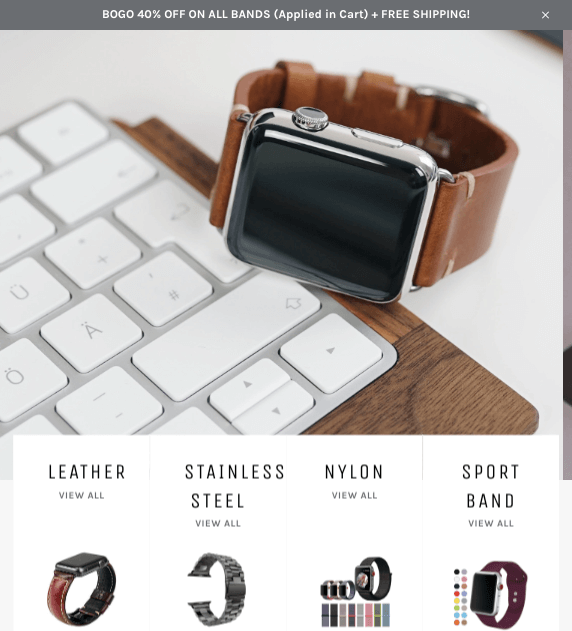 BOGO 40% OFF ON ALL BANDS (Applied in Cart) + FREE SHIPPING!
Ü
+
*
#
'
Ä
Ö
LEATHER
VIEW ALL
STAINLESS
STEEL
VIEW ALL
NYLON
VIEW ALL
SPORT
BAND
VIEW ALL